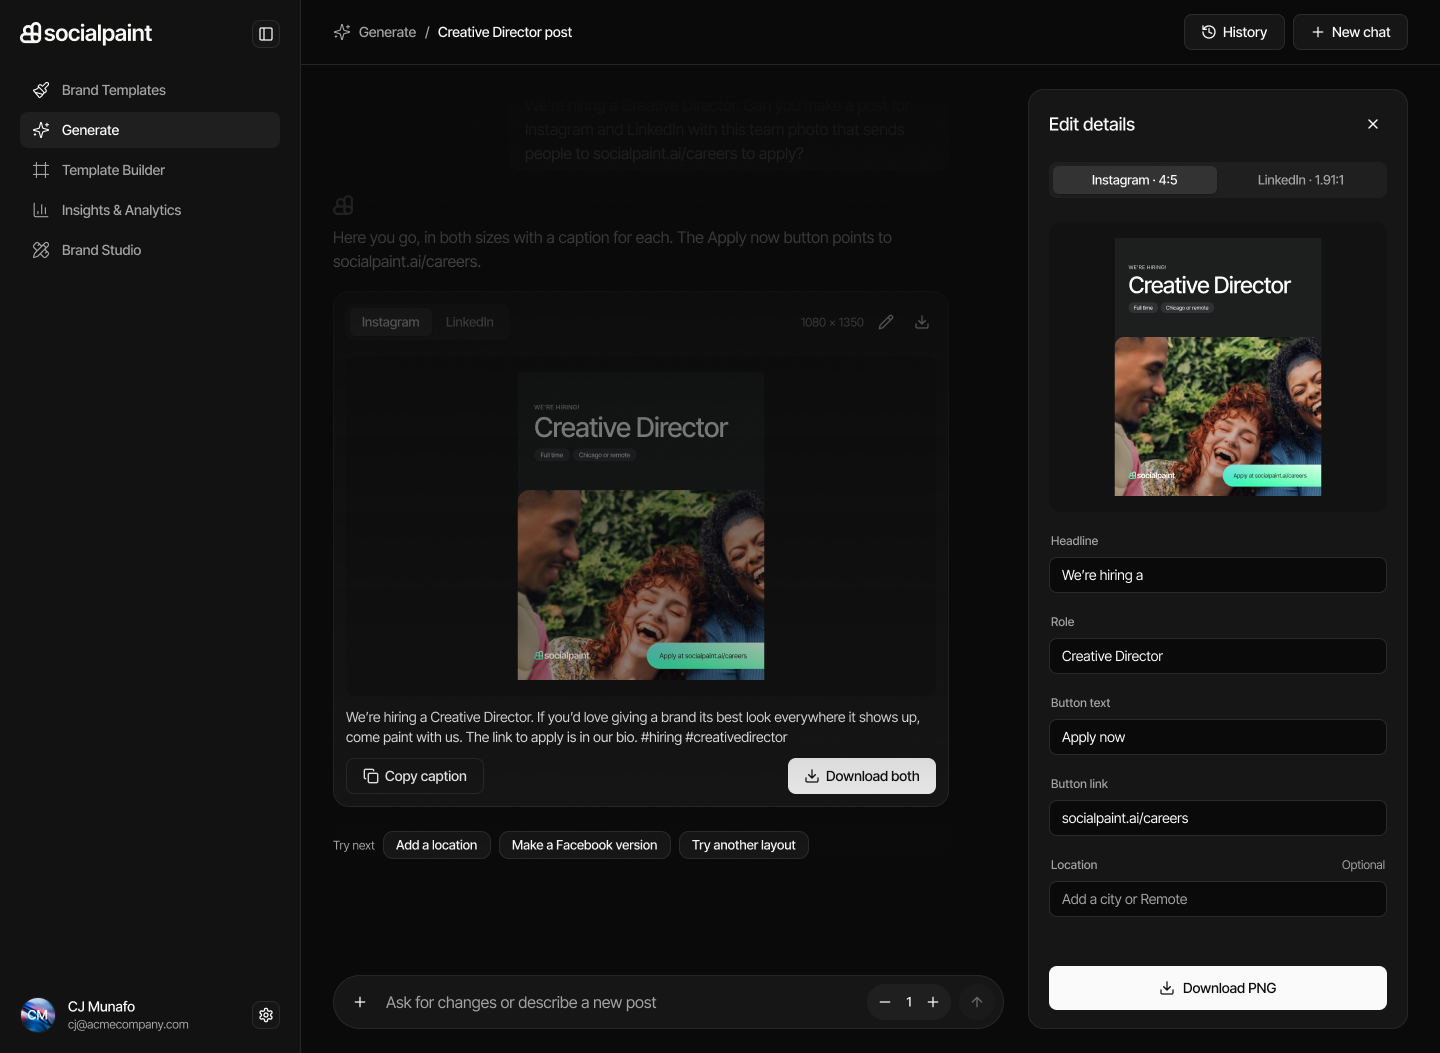 socialpaint
Brand Templates
Generate
Template Builder
Insights & Analytics
Brand Studio
CJ Munafo
cj@acmecompany.com
CM
Generate / Creative Director post
History
New chat
We're hiring a Creative Director. Can you make a post for
Instagram and LinkedIn with this team photo that sends
people to socialpaint.ai/careers to apply?
Here you go, in both sizes with a caption for each. The Apply now button points to
socialpaint.ai/careers.
Instagram
LinkedIn
1080 × 1350
WE'RE HIRING!
Creative Director
Full time
Chicago or remote
socialpaint
Apply at socialpaint.ai/careers
We're hiring a Creative Director. If you'd love giving a brand its best look everywhere it shows up,
come paint with us. The link to apply is in our bio. #hiring #creativedirector
Copy caption
Download both
Try next
Add a location
Make a Facebook version
Try another layout
Ask for changes or describe a new post
1
Edit details
Instagram · 4:5
LinkedIn · 1.91:1
WE'RE HIRING!
Creative Director
Full time
Chicago or remote
socialpaint
Apply at socialpaint.ai/careers
Headline
We're hiring a
Role
Creative Director
Button text
Apply now
Button link
socialpaint.ai/careers
Location
Optional
Add a city or Remote
Download PNG